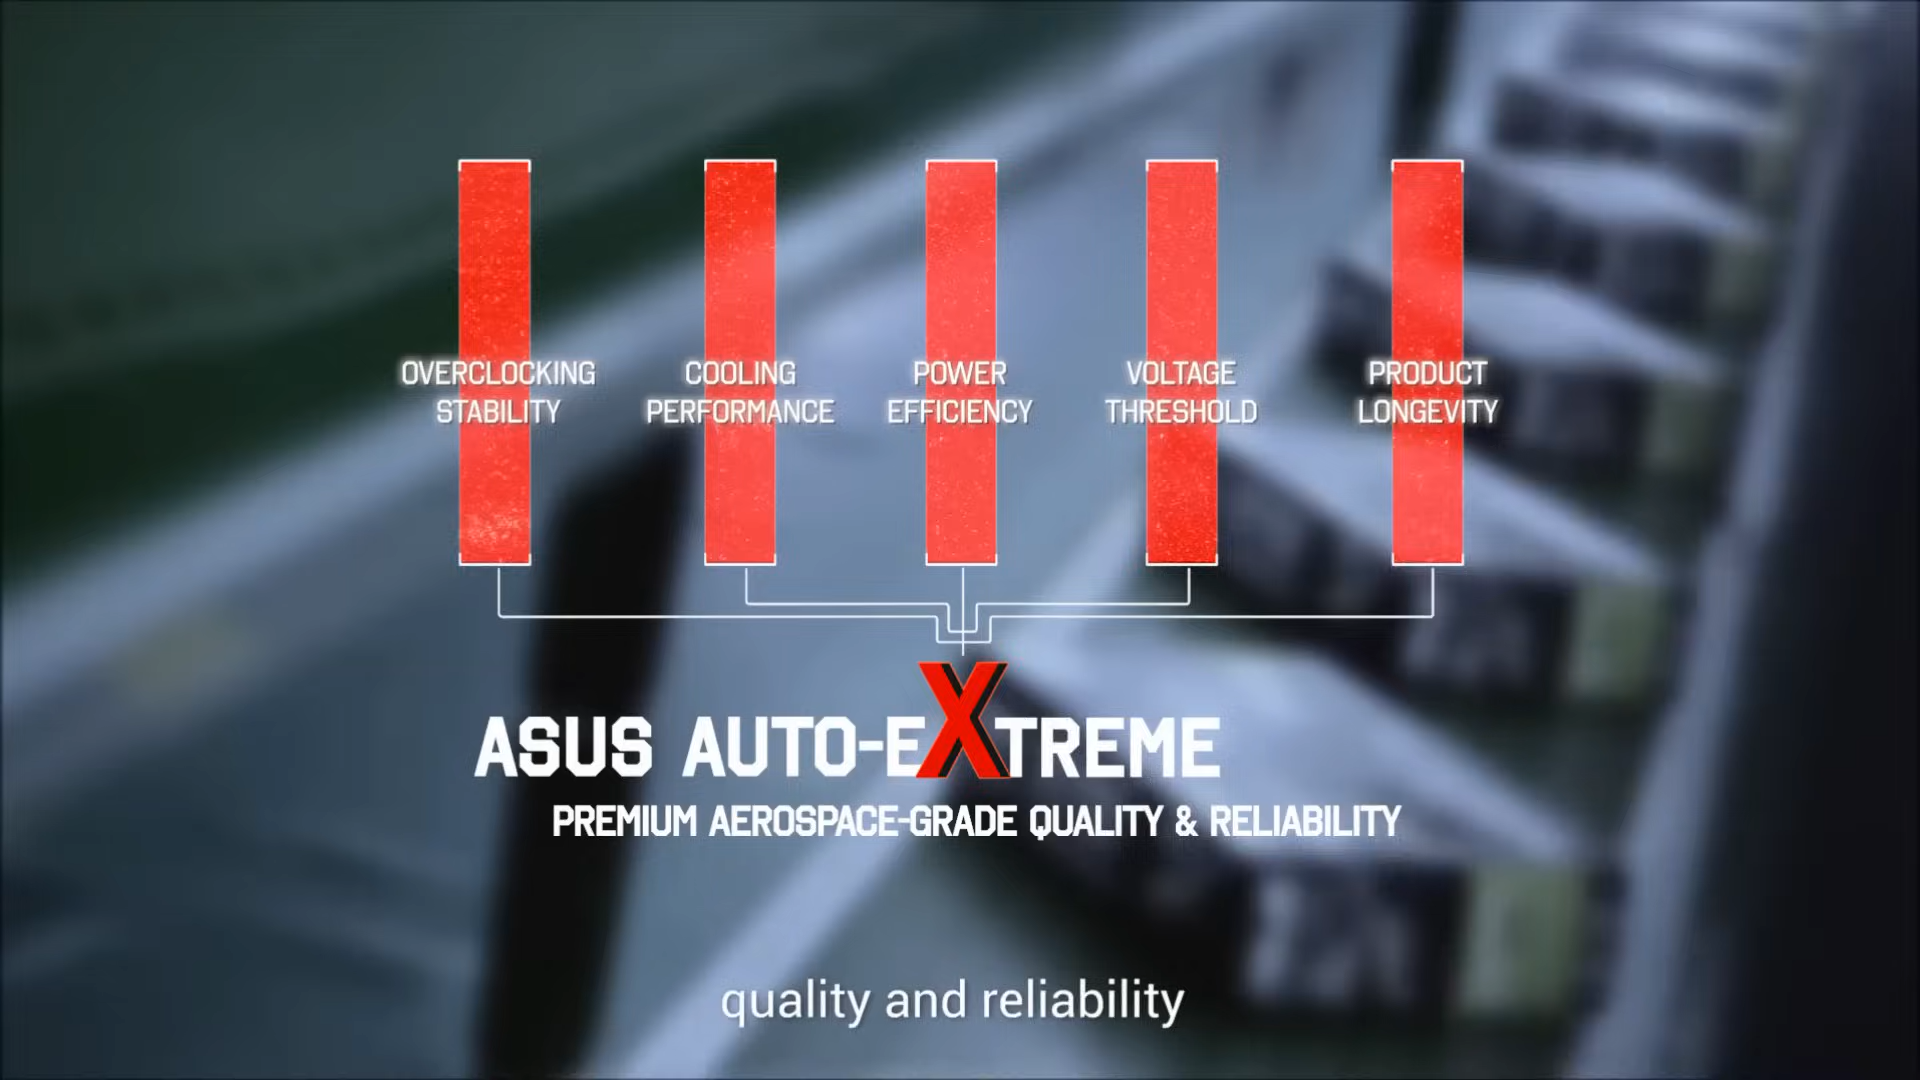 OVERCLOCKING
STABILITY
COOLING
PERFORMANCE
POWER
EFFICIENCY
VOLTAGE
THRESHOLD
PRODUCT
LONGEVITY
ASUS AUTO-EXTREME
PREMIUM AEROSPACE-GRADE QUALITY & RELIABILITY
quality and reliability